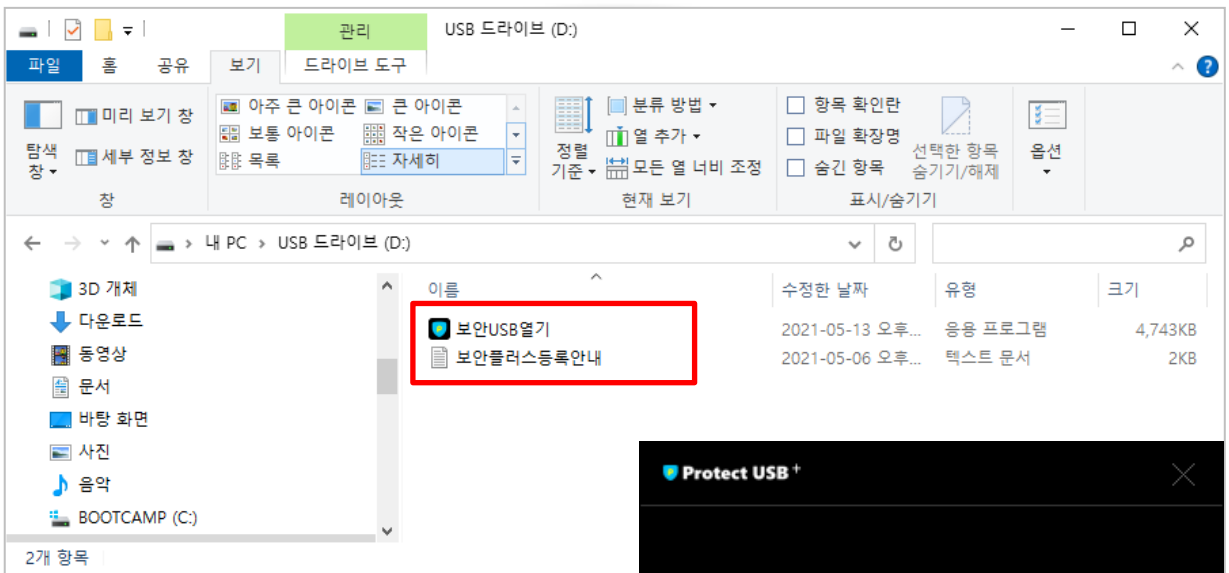 관리 USB 드라이브 (D:)
파일 홈 공유 보기 드라이브 도구
탐색 창
미리 보기 창
세부 정보 창
창
아주 큰 아이콘 큰 아이콘
보통 아이콘 작은 아이콘
목록 자세히
레이아웃
정렬 기준
분류 방법
열 추가
모든 열 너비 조정
현재 보기
항목 확인란
파일 확장명
숨긴 항목
선택한 항목
숨기기/해제
표시/숨기기
옵션
내 PC > USB 드라이브 (D:)
3D 개체
다운로드
동영상
문서
바탕 화면
사진
음악
BOOTCAMP (C:)
이름 수정한 날짜 유형 크기
보안USB열기 2021-05-13 오후... 응용 프로그램 4,743KB
보안플러스등록안내 2021-05-06 오후... 텍스트 문서 2KB
Protect USB+
2개 항목